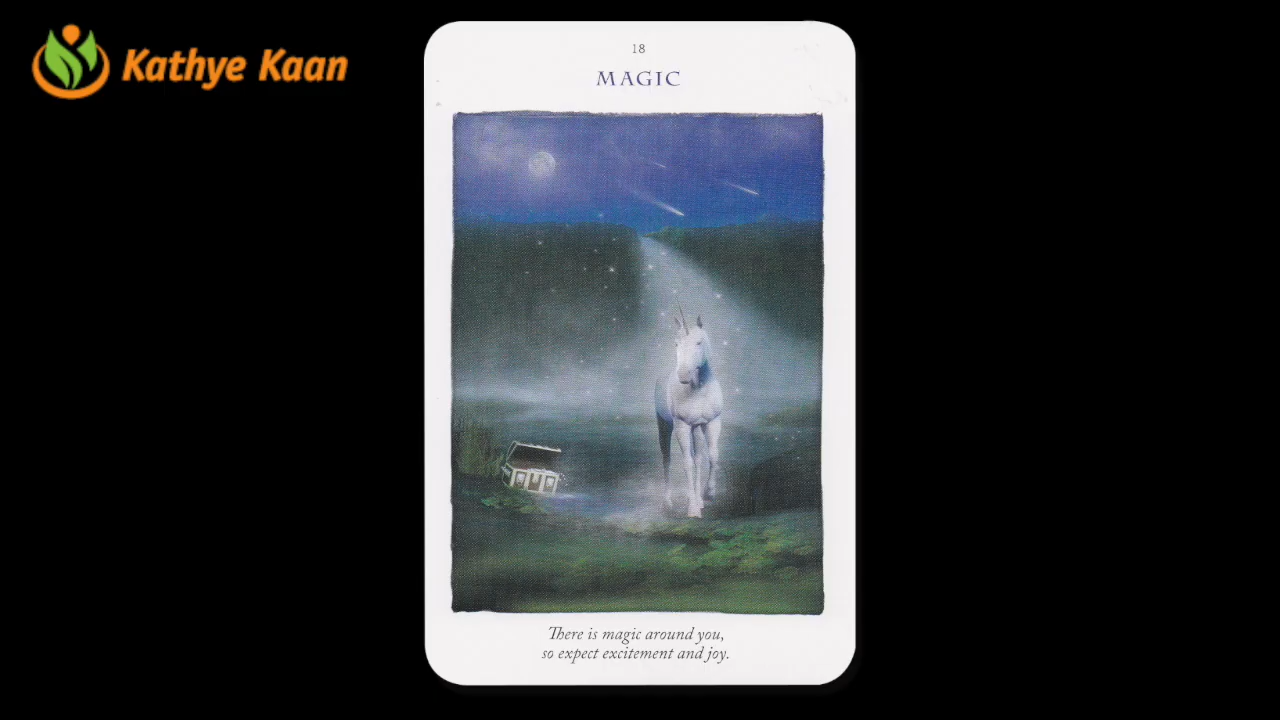 Kathye Kaan
18
MAGIC
There is magic around you,
so expect excitement and joy.